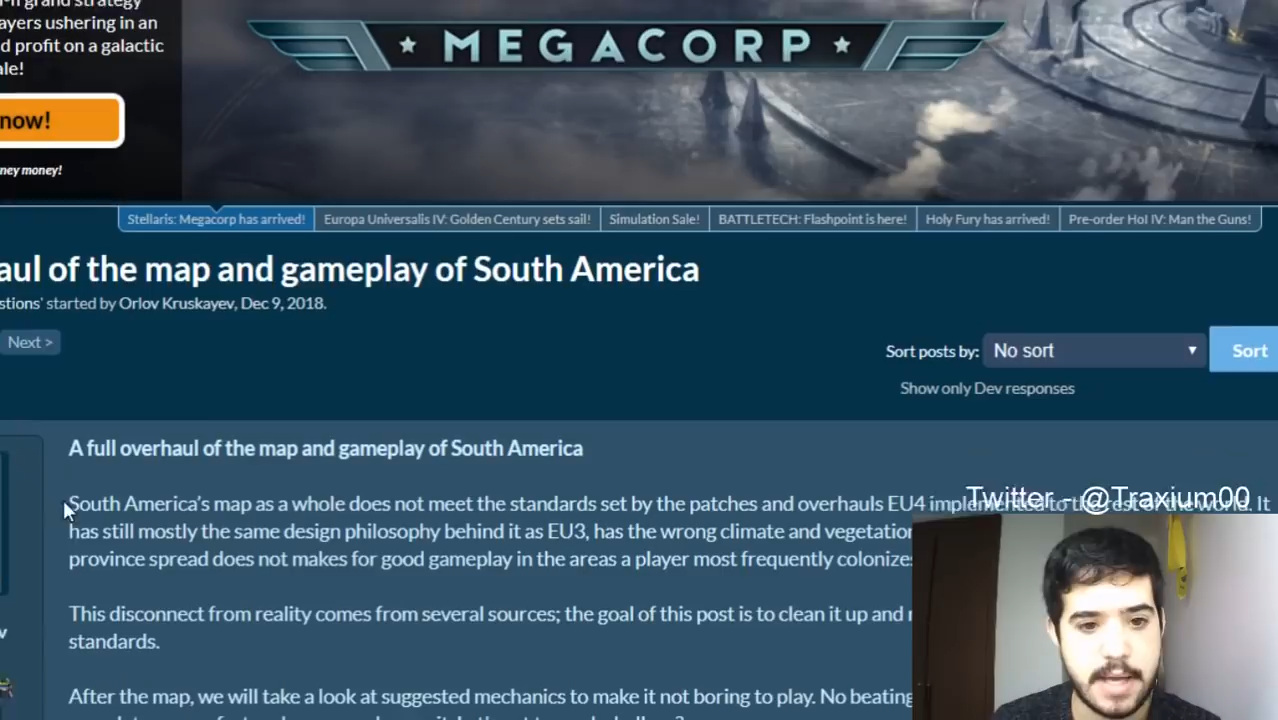 grand strategy
ayers ushering in an
d profit on a galactic
ale!
now!
ney money!
MEGACORP
Stellaris: Megacorp has arrived!
Europa Universalis IV: Golden Century sets sail!
Simulation Sale!
BATTLETECH: Flashpoint is here!
Holy Fury has arrived!
Pre-order HoI IV: Man the Guns!
aul of the map and gameplay of South America
stions' started by Orlov Kruskayev, Dec 9, 2018.
Next >
Sort posts by: No sort Sort
Show only Dev responses
A full overhaul of the map and gameplay of South America
Twitter - @Traxium00
South America's map as a whole does not meet the standards set by the patches and overhauls EU4 implemented to the rest of the world. It
has still mostly the same design philosophy behind it as EU3, has the wrong climate and vegetation
province spread does not makes for good gameplay in the areas a player most frequently colonizes
This disconnect from reality comes from several sources; the goal of this post is to clean it up and
standards.
After the map, we will take a look at suggested mechanics to make it not boring to play. No beating